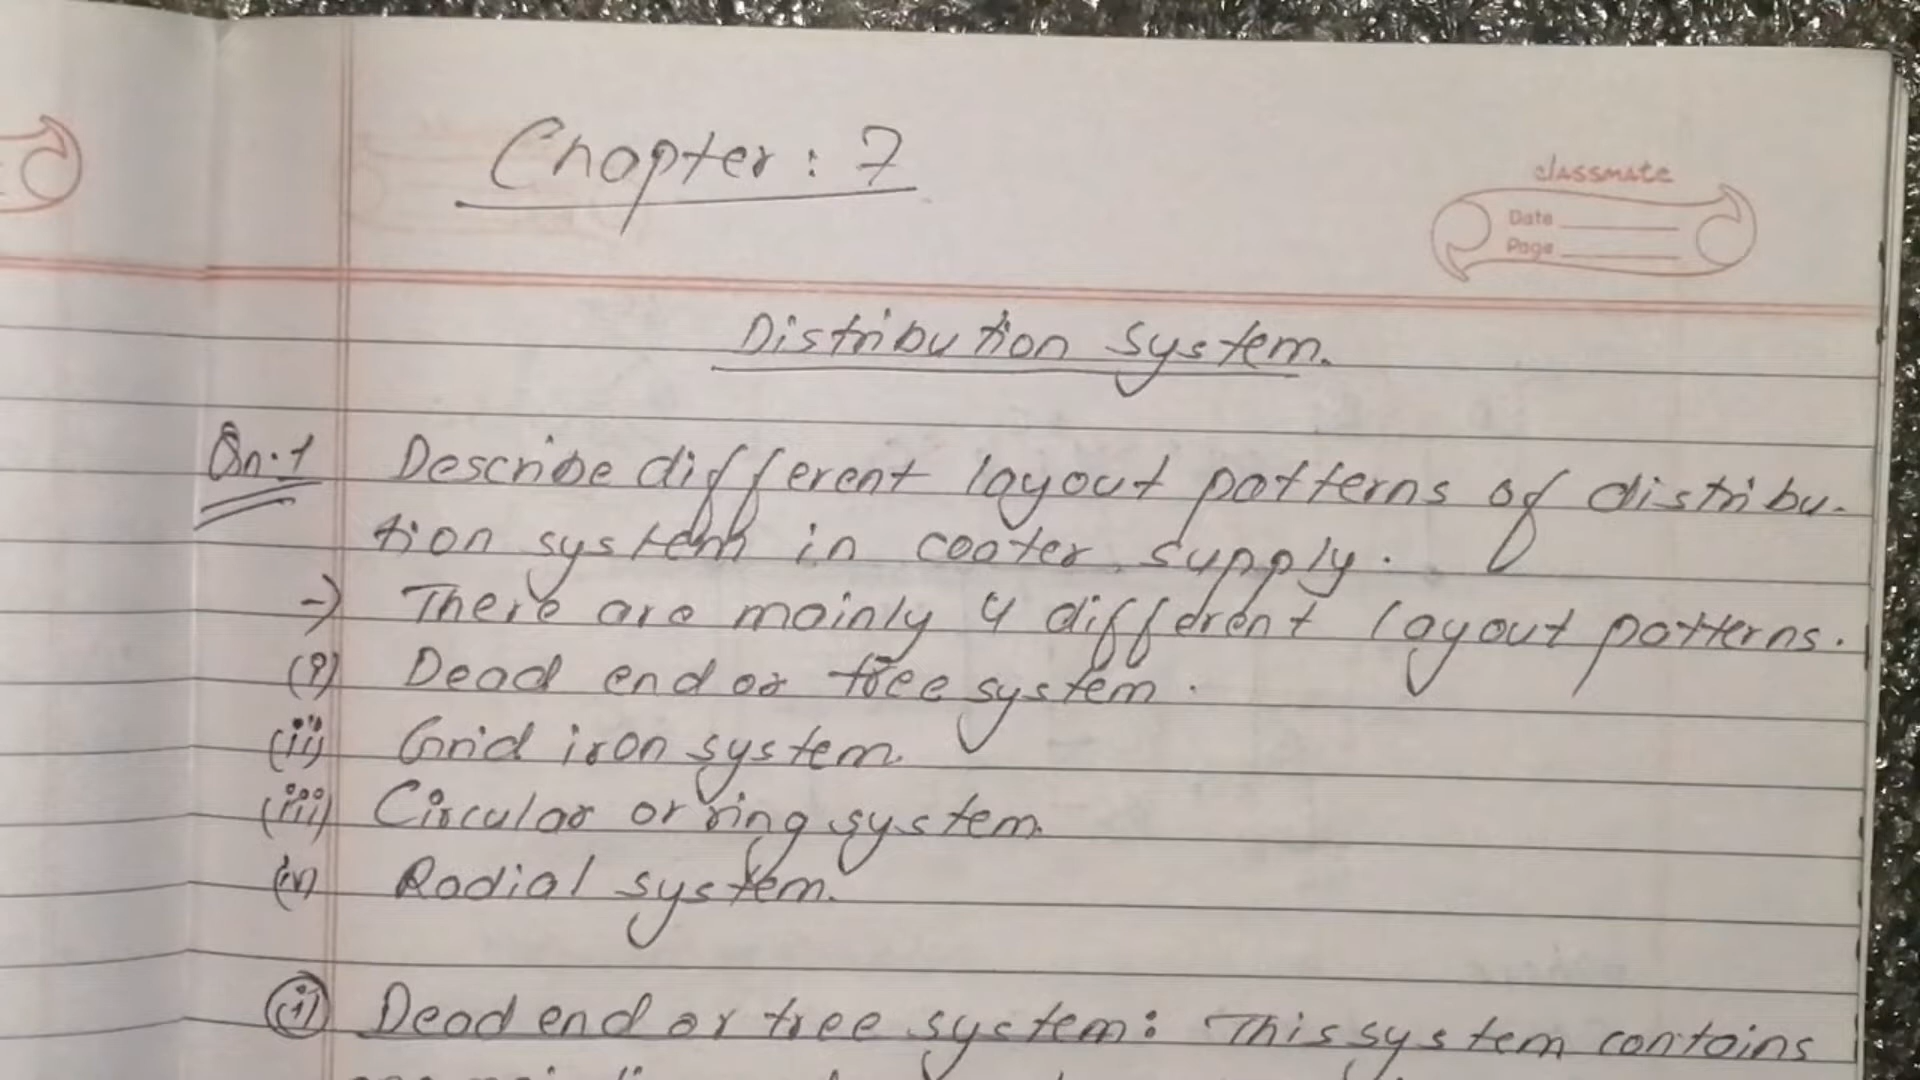 Chapter : 7
classmate
Date
Page
Distribution system.
Qn.1 Describe different layout patterns of distribu-
tion system in water supply.
→ There are mainly 4 different layout patterns.
(i) Dead end or tree system.
(ii) Grid iron system.
(iii) Circular or ring system.
(iv) Radial system.
(i) Dead end or tree system: This system contains